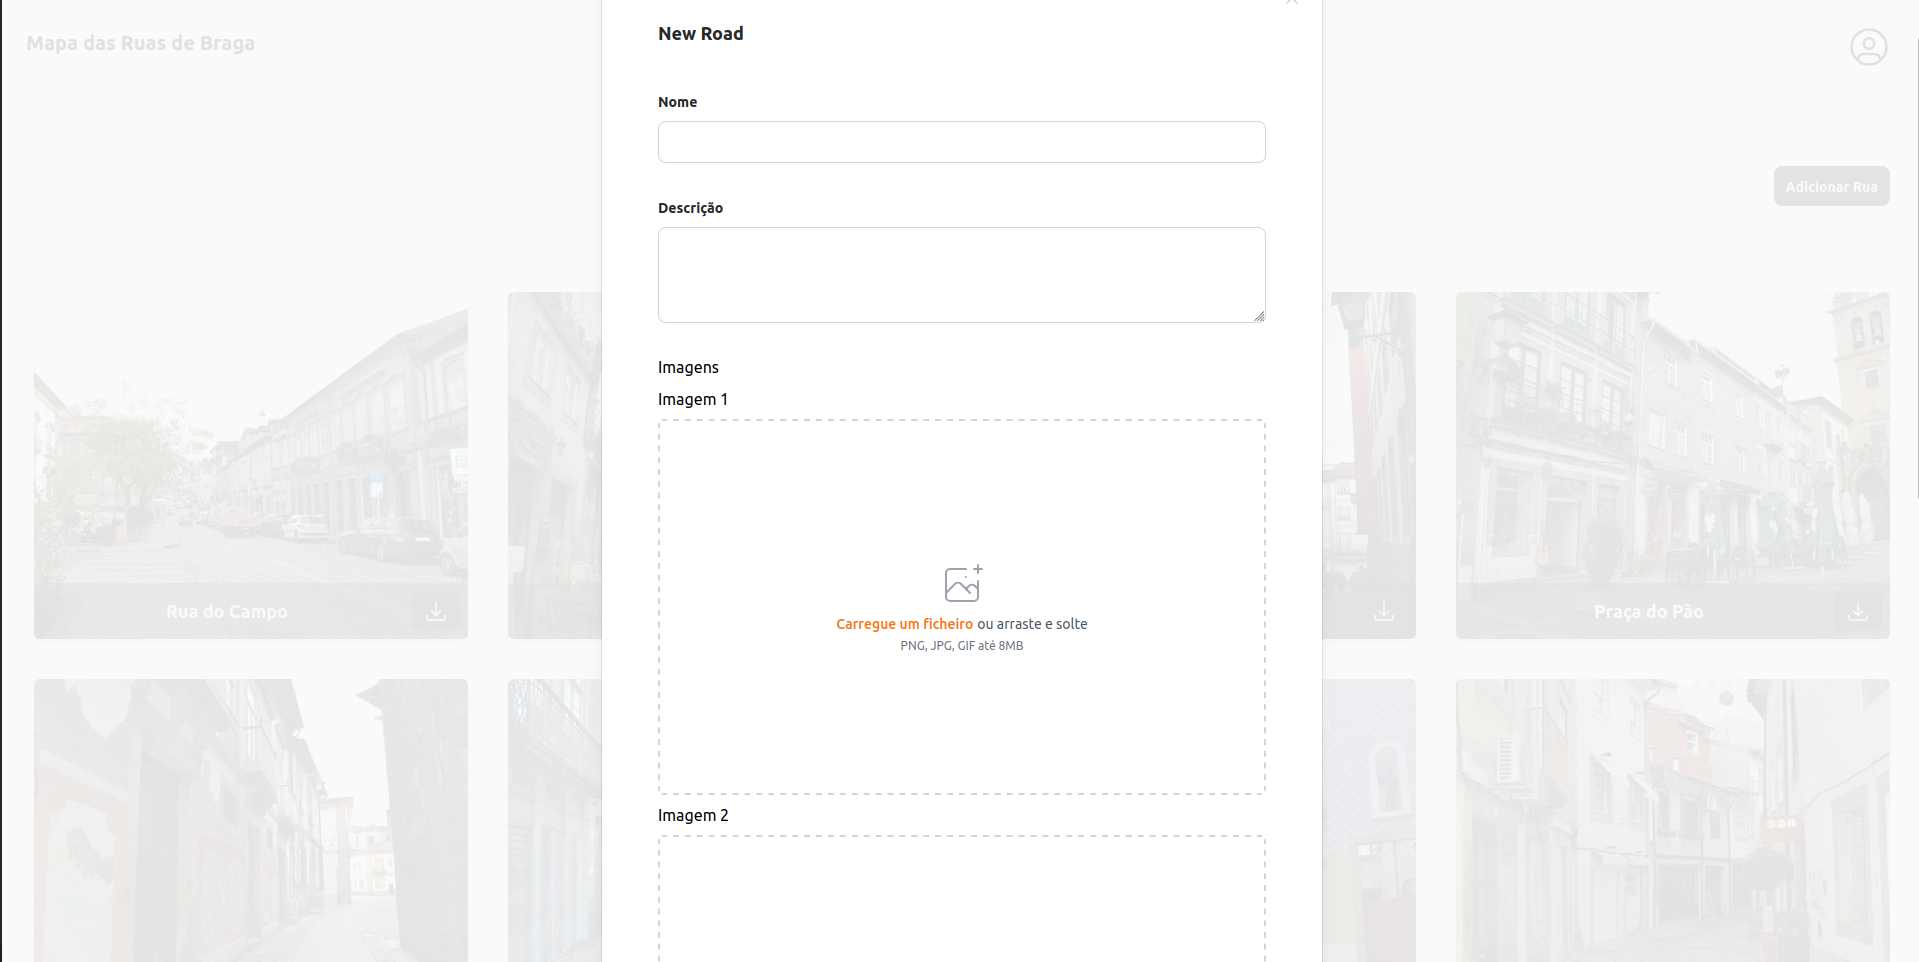 Mapa das Ruas de Braga
New Road
Nome
Adicionar Rua
Descrição
Imagens
Imagem 1
Carregue um ficheiro ou arraste e solte
PNG, JPG, GIF até 8MB
Rua do Campo
Praça do Pão
Imagem 2